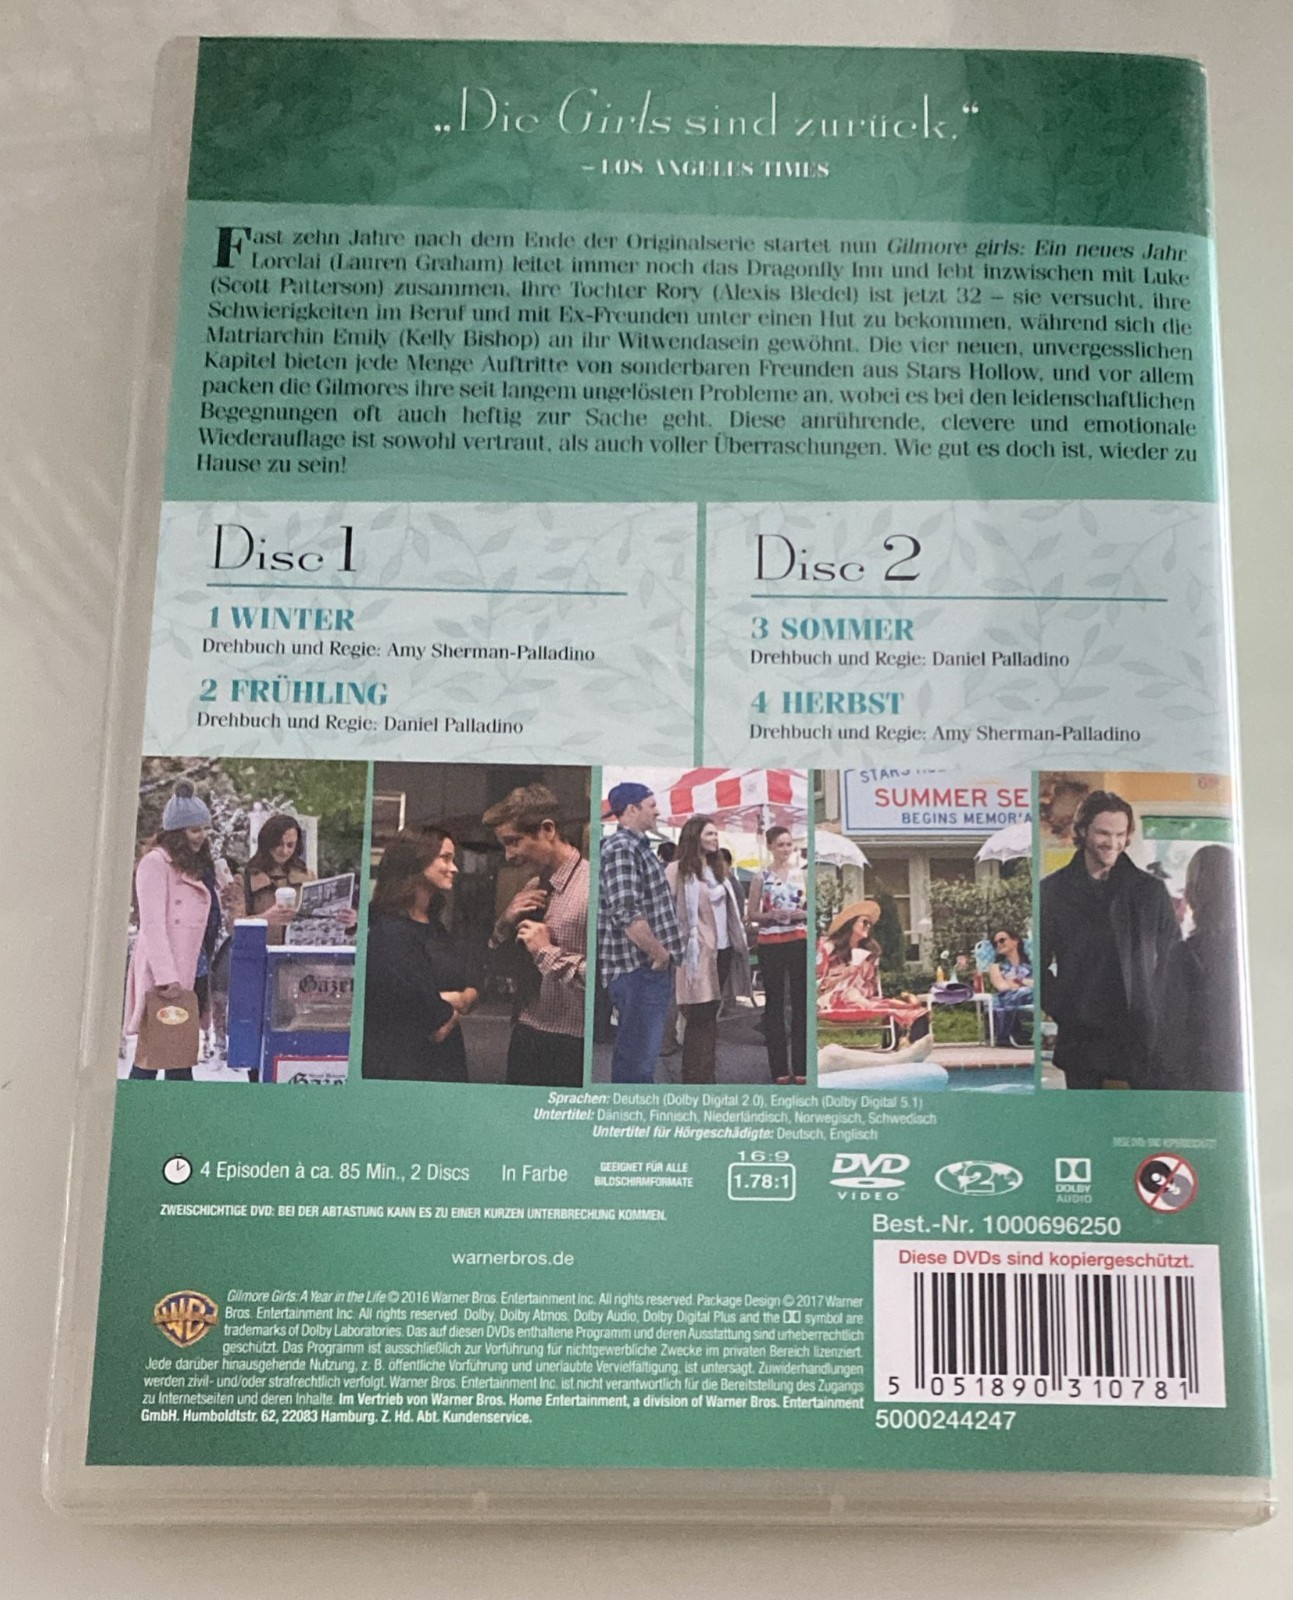 „Die Girls sind zurück.“
– LOS ANGELES TIMES
Fast zehn Jahre nach dem Ende der Originalserie startet nun Gilmore girls: Ein neues Jahr.
Lorelai (Lauren Graham) leitet immer noch das Dragonfly Inn und lebt inzwischen mit Luke
(Scott Patterson) zusammen. Ihre Tochter Rory (Alexis Bledel) ist jetzt 32 – sie versucht, ihre
Schwierigkeiten im Beruf und mit Ex-Freunden unter einen Hut zu bekommen, während sich die
Matriarchin Emily (Kelly Bishop) an ihr Witwendasein gewöhnt. Die vier neuen, unvergesslichen
Kapitel bieten jede Menge Auftritte von sonderbaren Freunden aus Stars Hollow, und vor allem
packen die Gilmores ihre seit langem ungelösten Probleme an, wobei es bei den leidenschaftlichen
Begegnungen oft auch heftig zur Sache geht. Diese anrührende, clevere und emotionale
Wiederauflage ist sowohl vertraut, als auch voller Überraschungen. Wie gut es doch ist, wieder zu
Hause zu sein!
Disc 1
1 WINTER
Drehbuch und Regie: Amy Sherman-Palladino
2 FRÜHLING
Drehbuch und Regie: Daniel Palladino
Disc 2
3 SOMMER
Drehbuch und Regie: Daniel Palladino
4 HERBST
Drehbuch und Regie: Amy Sherman-Palladino
SUMMER SE
BEGINS MEMOR'A
Gazet
Sprachen: Deutsch (Dolby Digital 2.0), Englisch (Dolby Digital 5.1)
Untertitel: Dänisch, Finnisch, Niederländisch, Norwegisch, Schwedisch
Untertitel für Hörgeschädigte: Deutsch, Englisch
DIESE DVD SIND KOPIERGESCHÜTZT
4 Episoden à ca. 85 Min., 2 Discs
In Farbe
GEEIGNET FÜR ALLE
BILDSCHIRMFORMATE
16:9
1.78:1
DVD
VIDEO
2
DOLBY
AUDIO
ZWEISCHICHTIGE DVD: BEI DER ABTASTUNG KANN ES ZU EINER KURZEN UNTERBRECHUNG KOMMEN.
Best.-Nr. 1000696250
warnerbros.de
Diese DVDs sind kopiergeschützt.
WB
Gilmore Girls: A Year in the Life © 2016 Warner Bros. Entertainment Inc. All rights reserved. Package Design © 2017 Warner
Bros. Entertainment Inc. All rights reserved. Dolby, Dolby Atmos, Dolby Audio, Dolby Digital Plus and the DD symbol are
trademarks of Dolby Laboratories. Das auf diesen DVDs enthaltene Programm und deren Ausstattung sind urheberrechtlich
geschützt. Das Programm ist ausschließlich zur Vorführung für nichtgewerbliche Zwecke im privaten Bereich lizenziert.
Jede darüber hinausgehende Nutzung, z. B. öffentliche Vorführung und unerlaubte Vervielfältigung, ist untersagt. Zuwiderhandlungen
werden zivil- und/oder strafrechtlich verfolgt. Warner Bros. Entertainment Inc. ist nicht verantwortlich für die Bereitstellung des Zugangs
zu Internetseiten und deren Inhalte. Im Vertrieb von Warner Bros. Home Entertainment, a division of Warner Bros. Entertainment
GmbH. Humboldtstr. 62, 22083 Hamburg. Z. Hd. Abt. Kundenservice.
5 051890 310781
5000244247